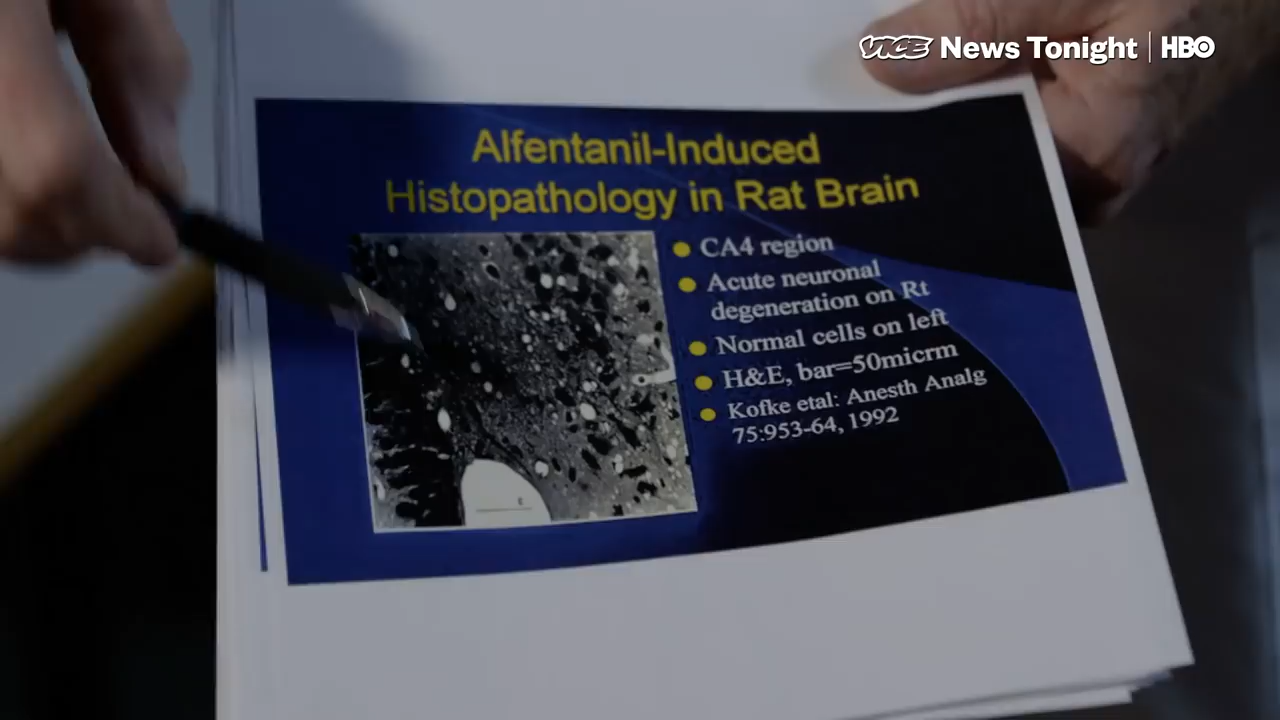 VICE News Tonight | HBO
Alfentanil-Induced
Histopathology in Rat Brain
CA4 region
Acute neuronal
degeneration on Rt
Normal cells on left
H&E, bar=50micrm
Kofke etal: Anesth Analg
75:953-64, 1992